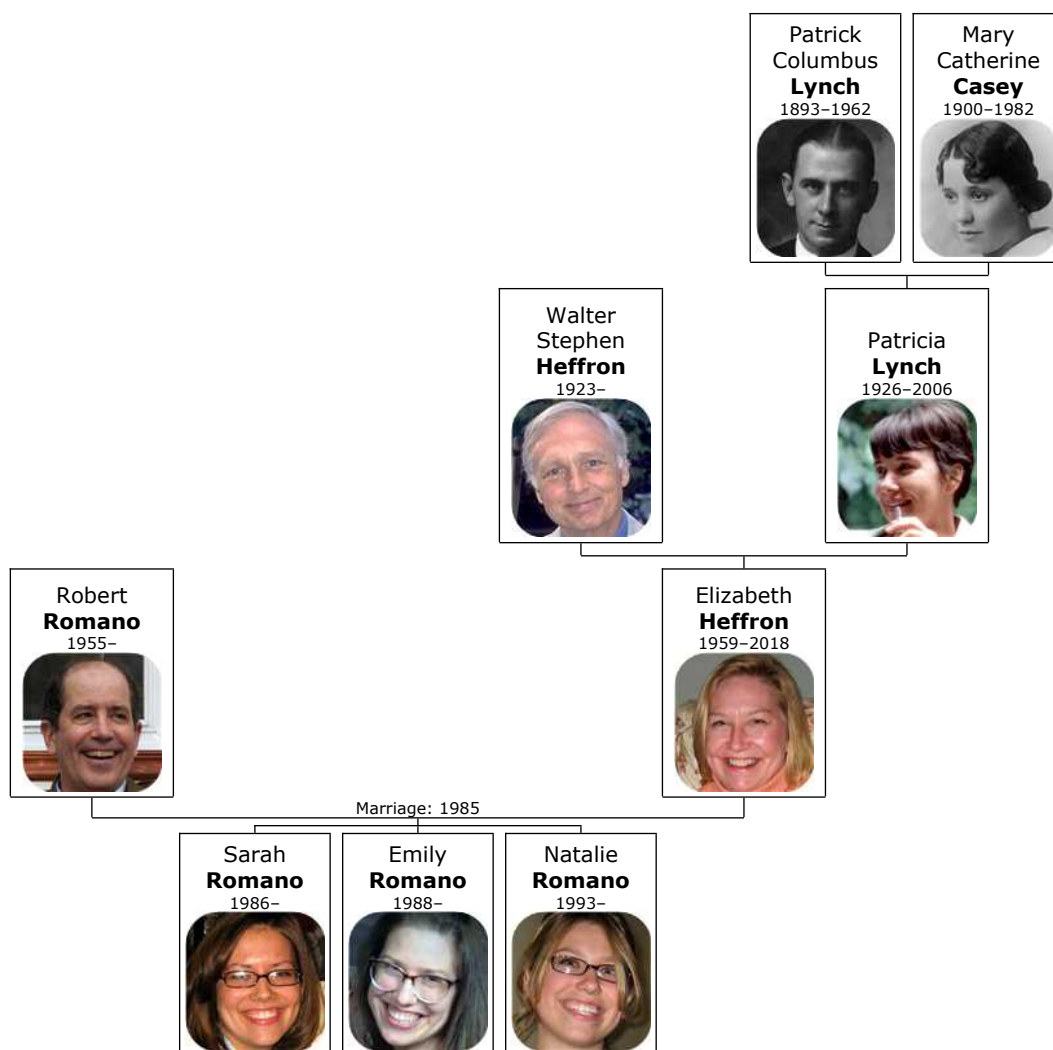 Patrick
Columbus
Lynch
1893–1962
Mary
Catherine
Casey
1900–1982
Walter
Stephen
Heffron
1923–
Patricia
Lynch
1926–2006
Robert
Romano
1955–
Elizabeth
Heffron
1959–2018
Marriage: 1985
Sarah
Romano
1986–
Emily
Romano
1988–
Natalie
Romano
1993–